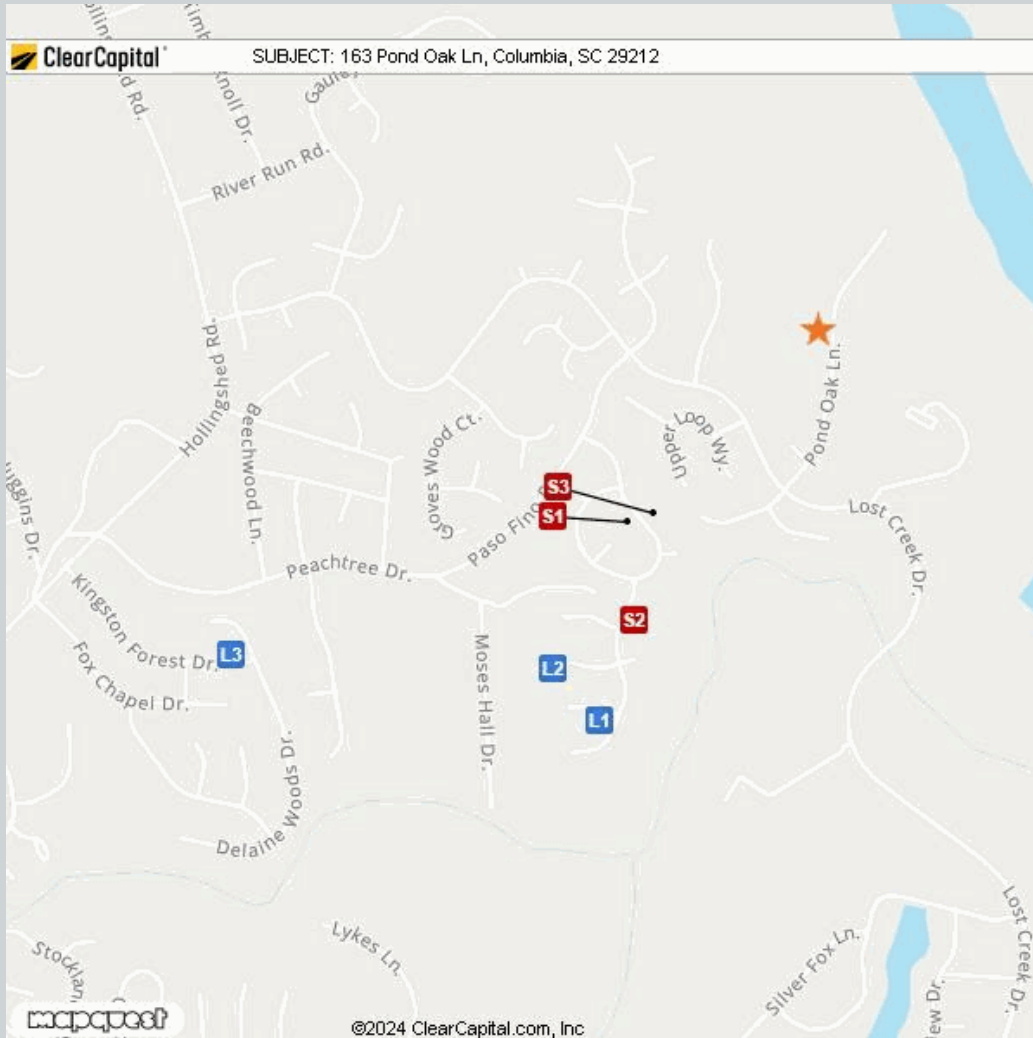 ClearCapital
SUBJECT: 163 Pond Oak Ln, Columbia, SC 29212
Knoll Dr.
River Run Rd.
Hollingshed Rd.
Beechwood Ln.
Groves Wood Ct.
Upper
Loop Wy.
Pond Oak Ln.
S3
S1
Paso Fino
Lost Creek Dr.
Peachtree Dr.
Kingston Forest Dr.
Fox Chapel Dr.
S2
L3
L2
L1
Moses Hall Dr.
Delaine Woods Dr.
Lykes Ln.
Silver Fox Ln.
Lost Creek Dr.
mapquest
©2024 ClearCapital.com, Inc